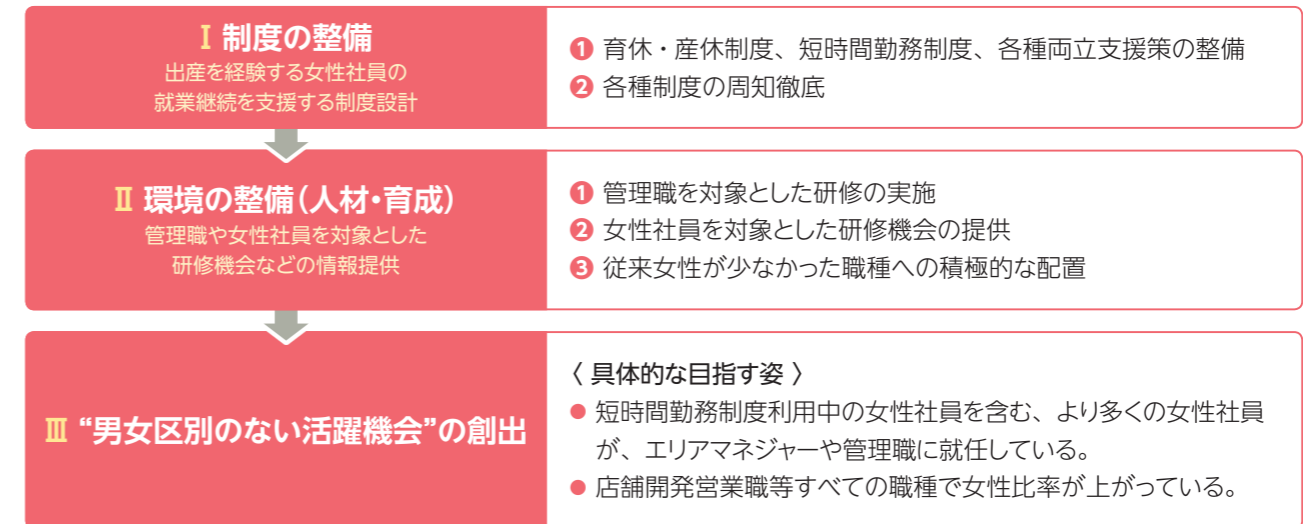 Ⅰ 制度の整備
出産を経験する女性社員の
就業継続を支援する制度設計
❶ 育休・産休制度、短時間勤務制度、各種両立支援策の整備
❷ 各種制度の周知徹底
Ⅱ 環境の整備(人材・育成)
管理職や女性社員を対象とした
研修機会などの情報提供
❶ 管理職を対象とした研修の実施
❷ 女性社員を対象とした研修機会の提供
❸ 従来女性が少なかった職種への積極的な配置
Ⅲ “男女区別のない活躍機会”の創出
〈 具体的な目指す姿 〉
● 短時間勤務制度利用中の女性社員を含む、より多くの女性社員
が、エリアマネジャーや管理職に就任している。
● 店舗開発営業職等すべての職種で女性比率が上がっている。